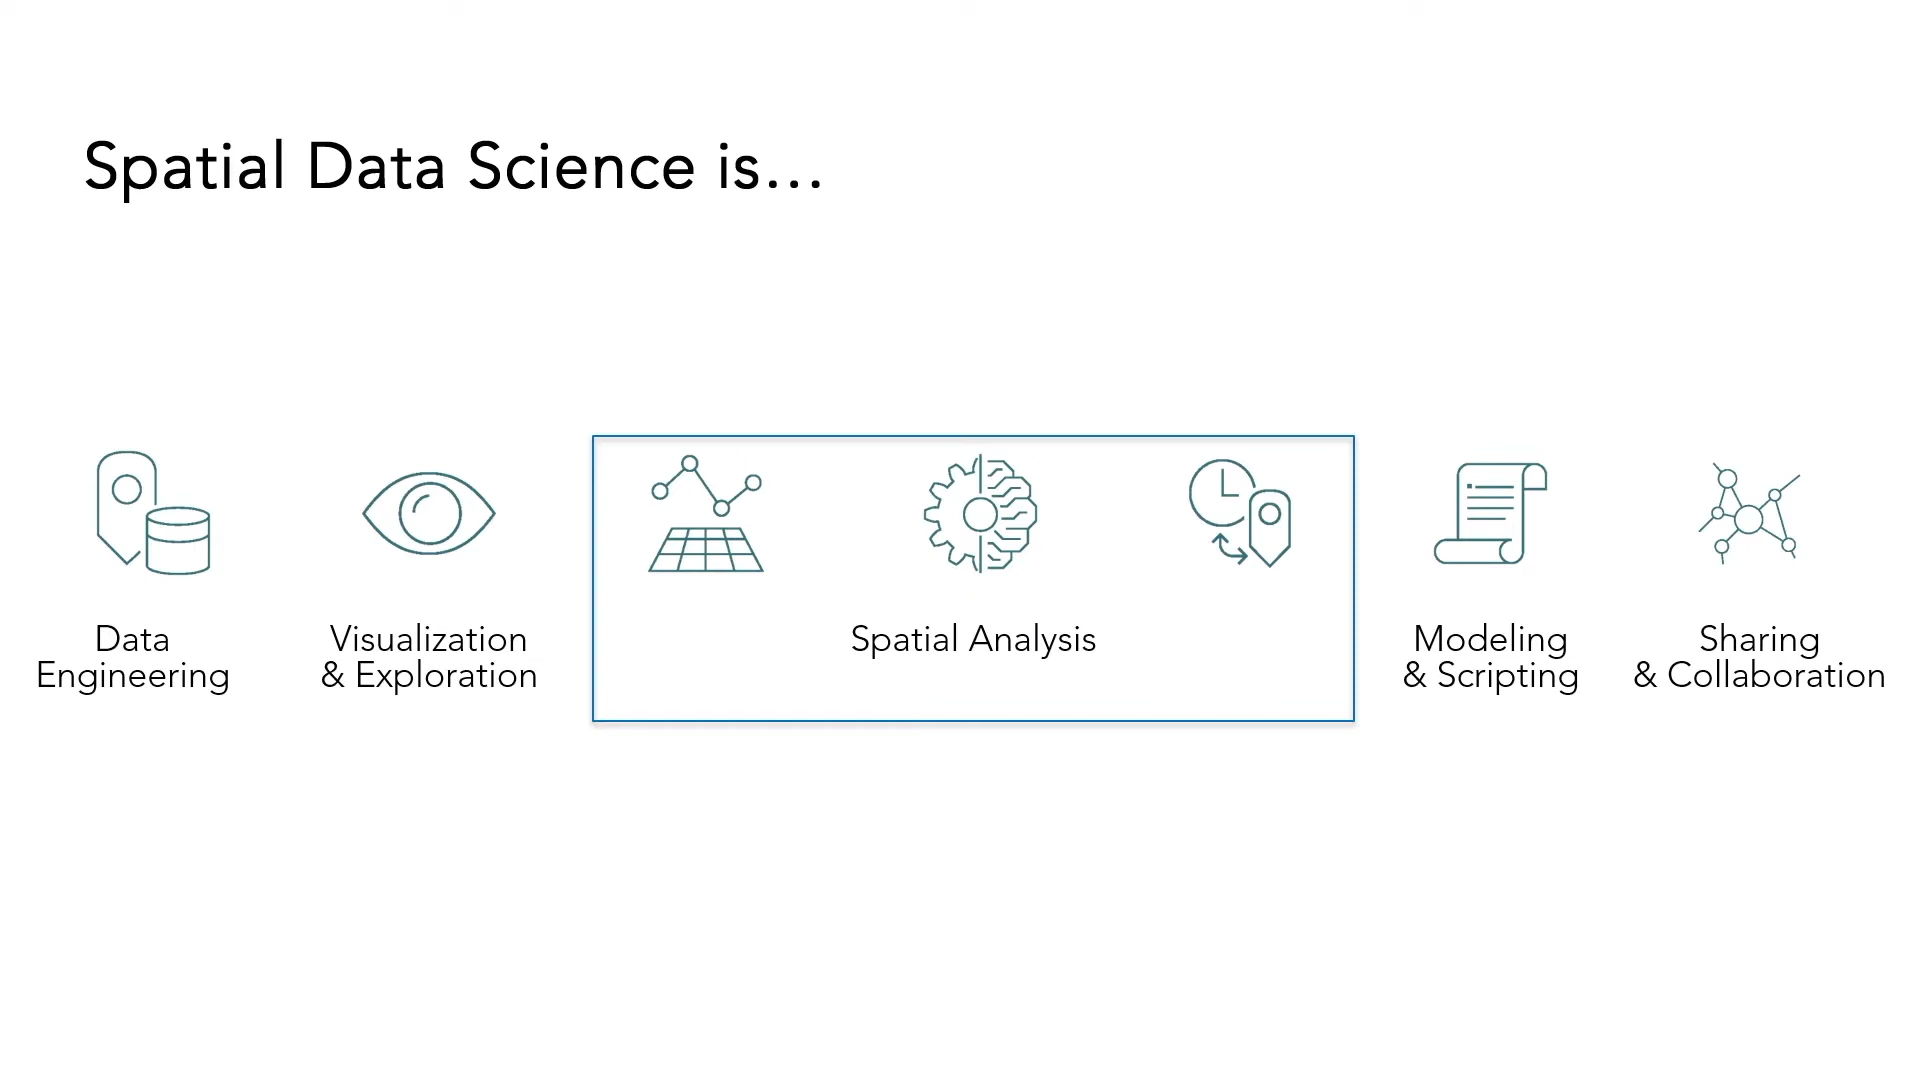 Spatial Data Science is...
Data
Engineering
Visualization
& Exploration
Spatial Analysis
Modeling
& Scripting
Sharing
& Collaboration